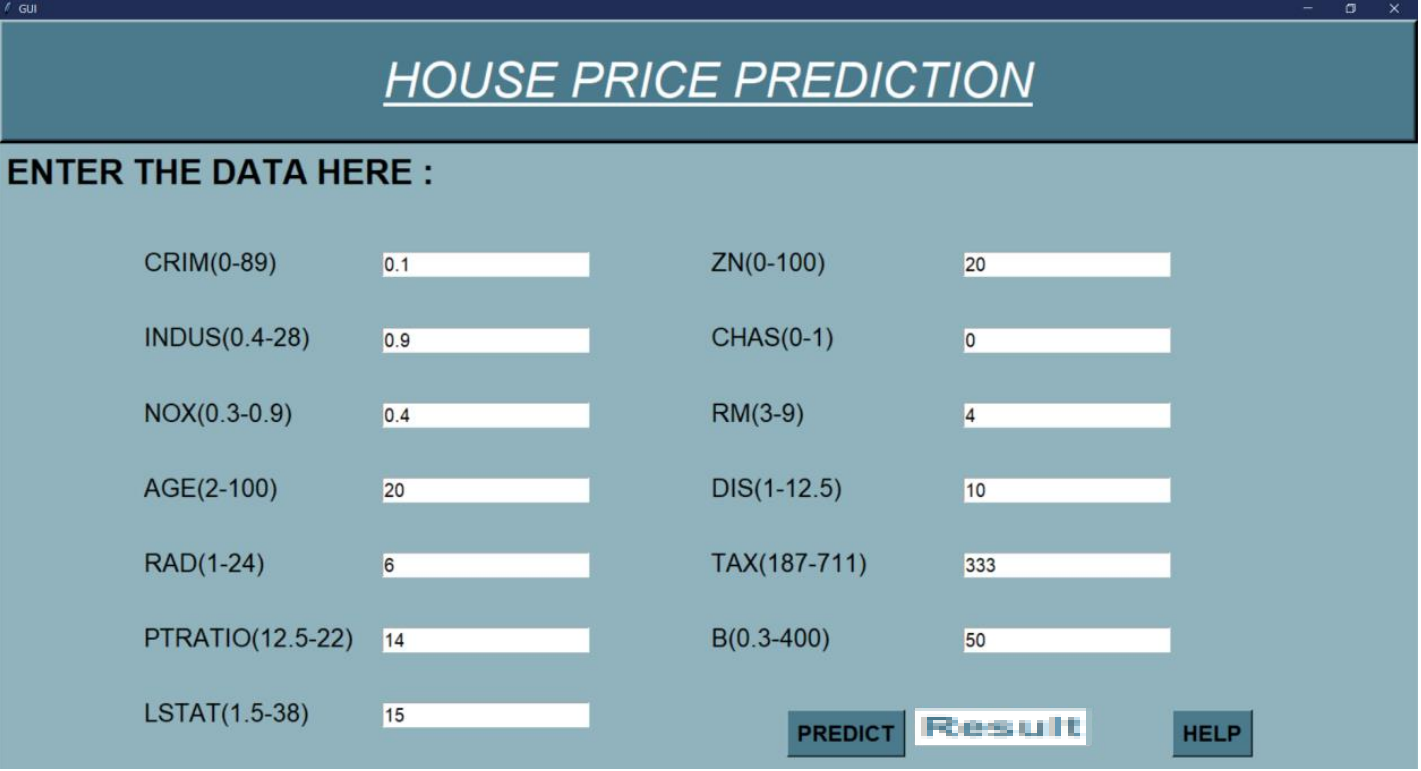 GUI
HOUSE PRICE PREDICTION
ENTER THE DATA HERE :
CRIM(0-89) 0.1 ZN(0-100) 20
INDUS(0.4-28) 0.9 CHAS(0-1) 0
NOX(0.3-0.9) 0.4 RM(3-9) 4
AGE(2-100) 20 DIS(1-12.5) 10
RAD(1-24) 6 TAX(187-711) 333
PTRATIO(12.5-22) 14 B(0.3-400) 50
LSTAT(1.5-38) 15
PREDICT Result HELP